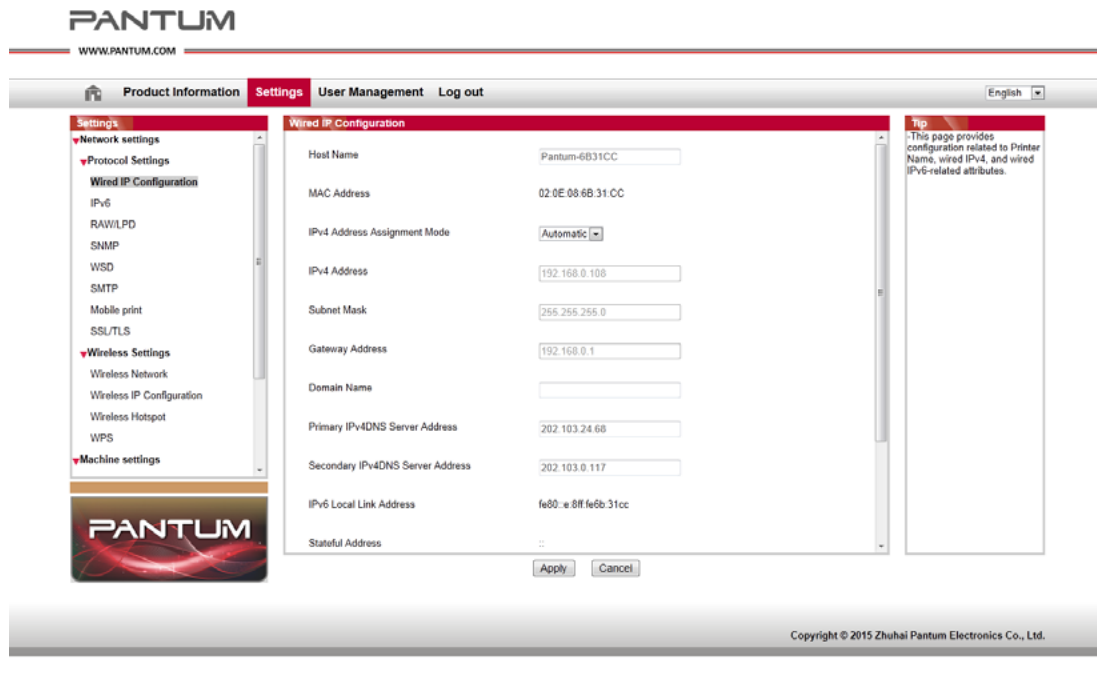 PANTUM
WWW.PANTUM.COM
Product Information Settings User Management Log out English
Settings
Network settings
Protocol Settings
Wired IP Configuration
IPv6
RAW/LPD
SNMP
WSD
SMTP
Mobile print
SSL/TLS
Wireless Settings
Wireless Network
Wireless IP Configuration
Wireless Hotspot
WPS
Machine settings
PANTUM
Wired IP Configuration
Host Name Pantum-6B31CC
MAC Address 02:0E:08:6B:31:CC
IPv4 Address Assignment Mode Automatic
IPv4 Address 192.168.0.108
Subnet Mask 255.255.255.0
Gateway Address 192.168.0.1
Domain Name
Primary IPv4DNS Server Address 202.103.24.68
Secondary IPv4DNS Server Address 202.103.0.117
IPv6 Local Link Address fe80::e:8ff:fe6b:31cc
Stateful Address ::
Apply Cancel
Tip
-This page provides
configuration related to Printer
Name, wired IPv4, and wired
IPv6-related attributes.
Copyright © 2015 Zhuhai Pantum Electronics Co., Ltd.